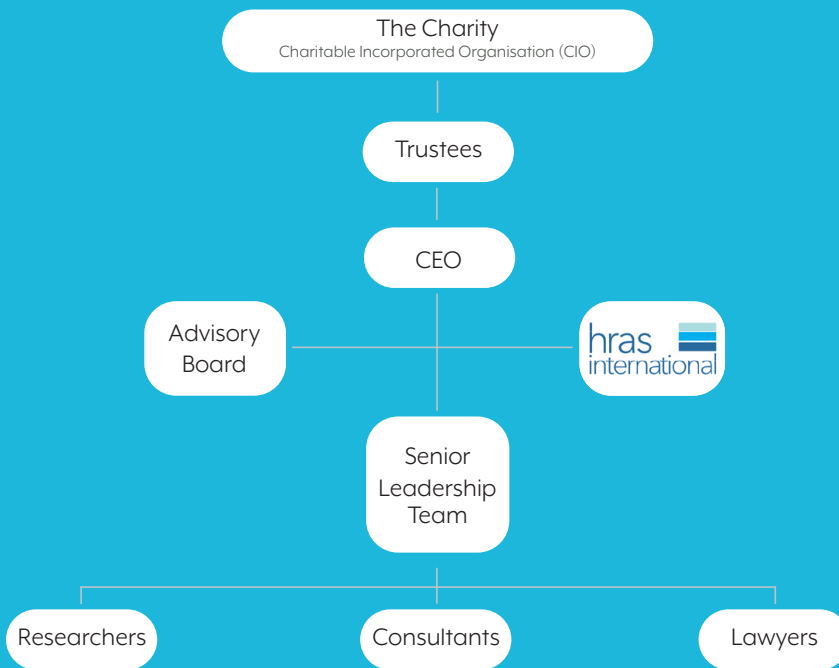 The Charity
Charitable Incorporated Organisation (CIO)
Trustees
CEO
Advisory
Board
hras
international
Senior
Leadership
Team
Researchers
Consultants
Lawyers